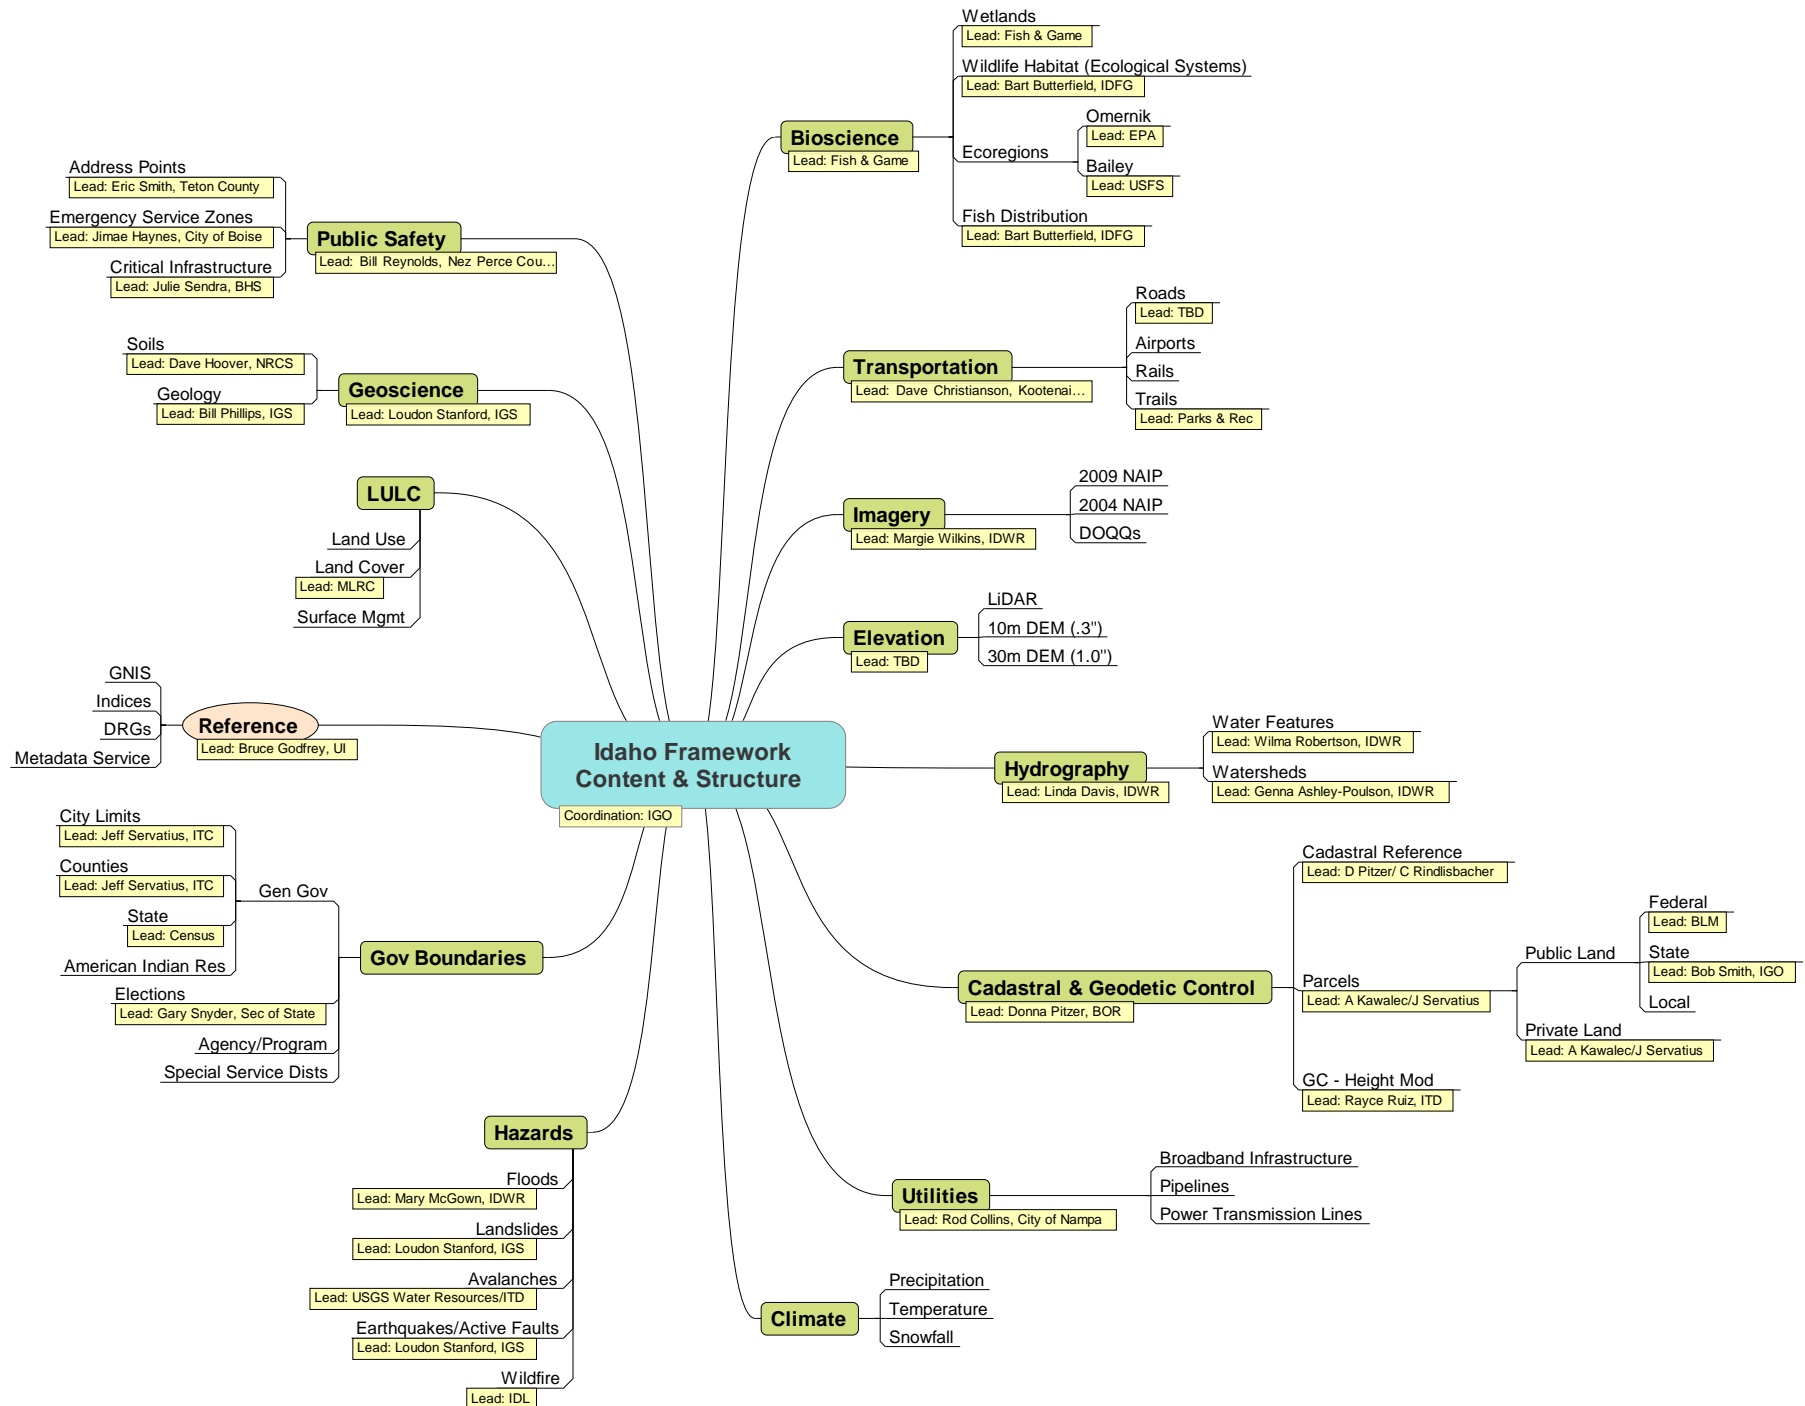 Idaho Framework
Content & Structure
Coordination: IGO
Bioscience
Lead: Fish & Game
Wetlands
Lead: Fish & Game
Wildlife Habitat (Ecological Systems)
Lead: Bart Butterfield, IDFG
Ecoregions
Omernik
Lead: EPA
Bailey
Lead: USFS
Fish Distribution
Lead: Bart Butterfield, IDFG
Transportation
Lead: Dave Christianson, Kootenai...
Roads
Lead: TBD
Airports
Rails
Trails
Lead: Parks & Rec
Imagery
Lead: Margie Wilkins, IDWR
2009 NAIP
2004 NAIP
DOQQs
Elevation
Lead: TBD
LiDAR
10m DEM (.3")
30m DEM (1.0")
Hydrography
Lead: Linda Davis, IDWR
Water Features
Lead: Wilma Robertson, IDWR
Watersheds
Lead: Genna Ashley-Poulson, IDWR
Cadastral & Geodetic Control
Lead: Donna Pitzer, BOR
Cadastral Reference
Lead: D Pitzer/ C Rindlisbacher
Parcels
Lead: A Kawalec/J Servatius
Public Land
Federal
Lead: BLM
State
Lead: Bob Smith, IGO
Local
Private Land
Lead: A Kawalec/J Servatius
GC - Height Mod
Lead: Rayce Ruiz, ITD
Utilities
Lead: Rod Collins, City of Nampa
Broadband Infrastructure
Pipelines
Power Transmission Lines
Climate
Precipitation
Temperature
Snowfall
Public Safety
Lead: Bill Reynolds, Nez Perce Cou...
Address Points
Lead: Eric Smith, Teton County
Emergency Service Zones
Lead: Jimae Haynes, City of Boise
Critical Infrastructure
Lead: Julie Sendra, BHS
Geoscience
Lead: Loudon Stanford, IGS
Soils
Lead: Dave Hoover, NRCS
Geology
Lead: Bill Phillips, IGS
LULC
Land Use
Land Cover
Lead: MLRC
Surface Mgmt
Reference
Lead: Bruce Godfrey, UI
GNIS
Indices
DRGs
Metadata Service
Gov Boundaries
Gen Gov
City Limits
Lead: Jeff Servatius, ITC
Counties
Lead: Jeff Servatius, ITC
State
Lead: Census
American Indian Res
Elections
Lead: Gary Snyder, Sec of State
Agency/Program
Special Service Dists
Hazards
Floods
Lead: Mary McGown, IDWR
Landslides
Lead: Loudon Stanford, IGS
Avalanches
Lead: USGS Water Resources/ITD
Earthquakes/Active Faults
Lead: Loudon Stanford, IGS
Wildfire
Lead: IDL